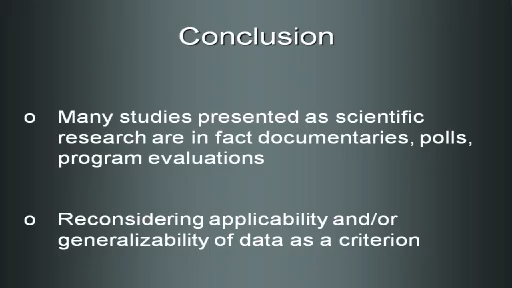 Conclusion
o Many studies presented as scientific
research are in fact documentaries, polls,
program evaluations
o Reconsidering applicability and/or
generalizability of data as a criterion